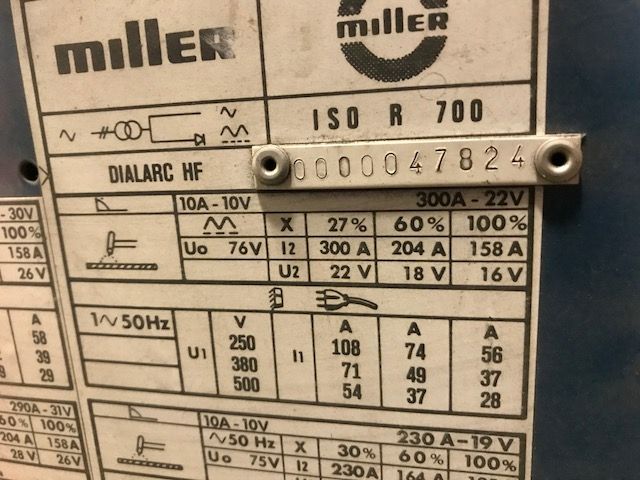 miller
miller
ISO R 700
DIALARC HF
0000047824
10A-10V 300A-22V
X 27% 60% 100%
Uo 76V I2 300 A 204 A 158 A
U2 22 V 18 V 16 V
1∿50Hz U1 V I1 A A A
250 108 74 56
380 71 49 37
500 54 37 28
10A-10V 230 A-19 V
∿50 Hz X 30% 60% 100%
Uo 75V I2 230A 164 A
-30V
100%
158 A
26 V
A
58
39
29
290A-31V
60% 100%
204 A 158A
28 V 26V